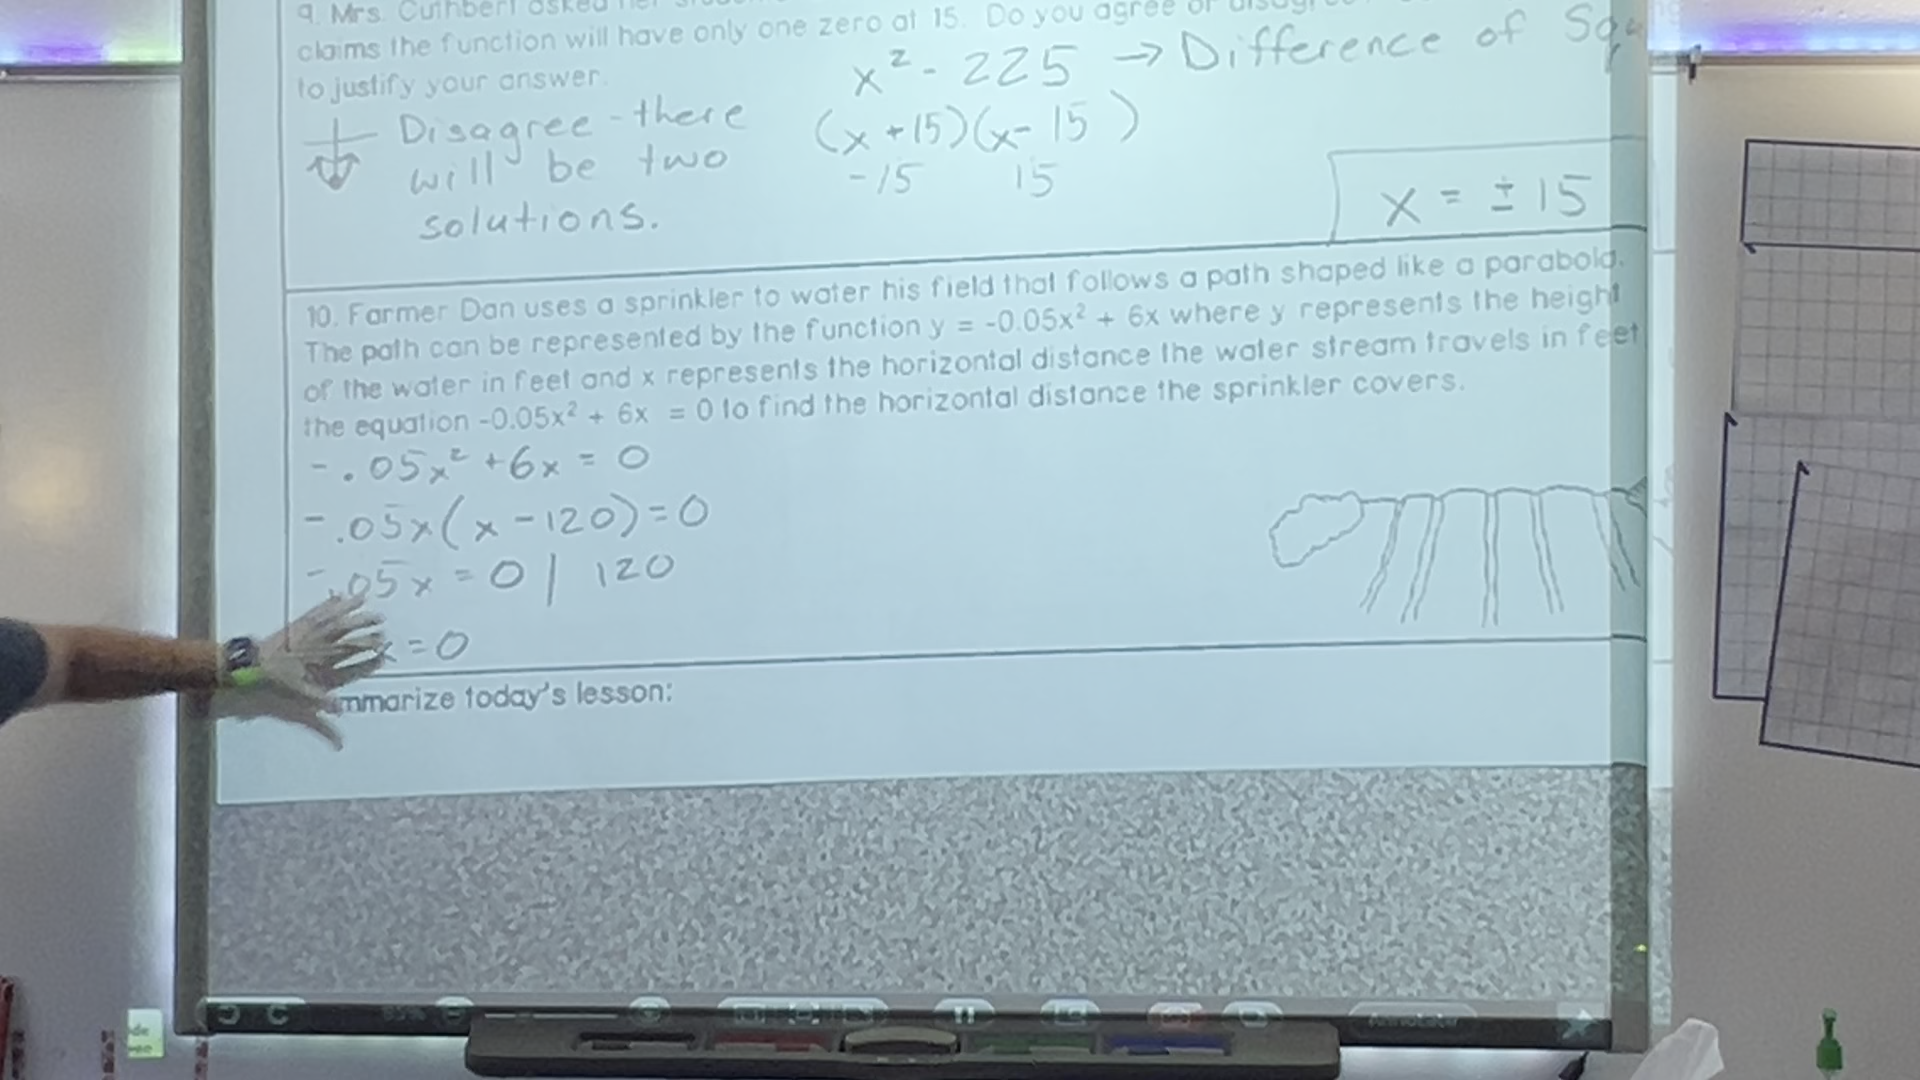 9. Mrs. Cuthbert asked her
claims the function will have only one zero at 15. Do you agree or
to justify your answer.
x² - 225 → Difference of Squ
Disagree - there
will be two
solutions.
(x + 15)(x - 15)
-15 15
x = ± 15
10. Farmer Dan uses a sprinkler to water his field that follows a path shaped like a parabola.
The path can be represented by the function y = -0.05x² + 6x where y represents the height
of the water in feet and x represents the horizontal distance the water stream travels in feet
the equation -0.05x² + 6x = 0 to find the horizontal distance the sprinkler covers.
-.05x² + 6x = 0
-.05x(x - 120) = 0
-.05x = 0 | 120
x = 0
mmarize today's lesson: